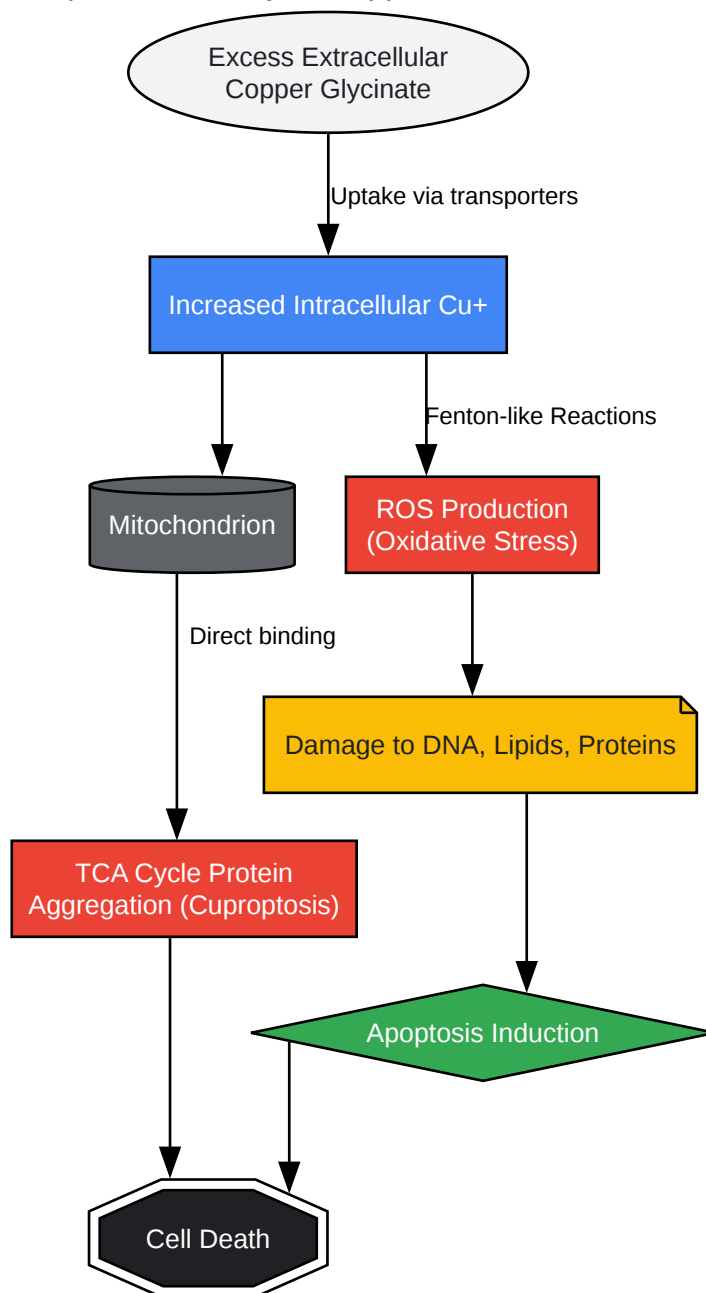 Excess Extracellular
Copper Glycinate
Uptake via transporters
Increased Intracellular Cu+
Fenton-like Reactions
Mitochondrion
ROS Production
(Oxidative Stress)
Direct binding
Damage to DNA, Lipids, Proteins
TCA Cycle Protein
Aggregation (Cuproptosis)
Apoptosis Induction
Cell Death